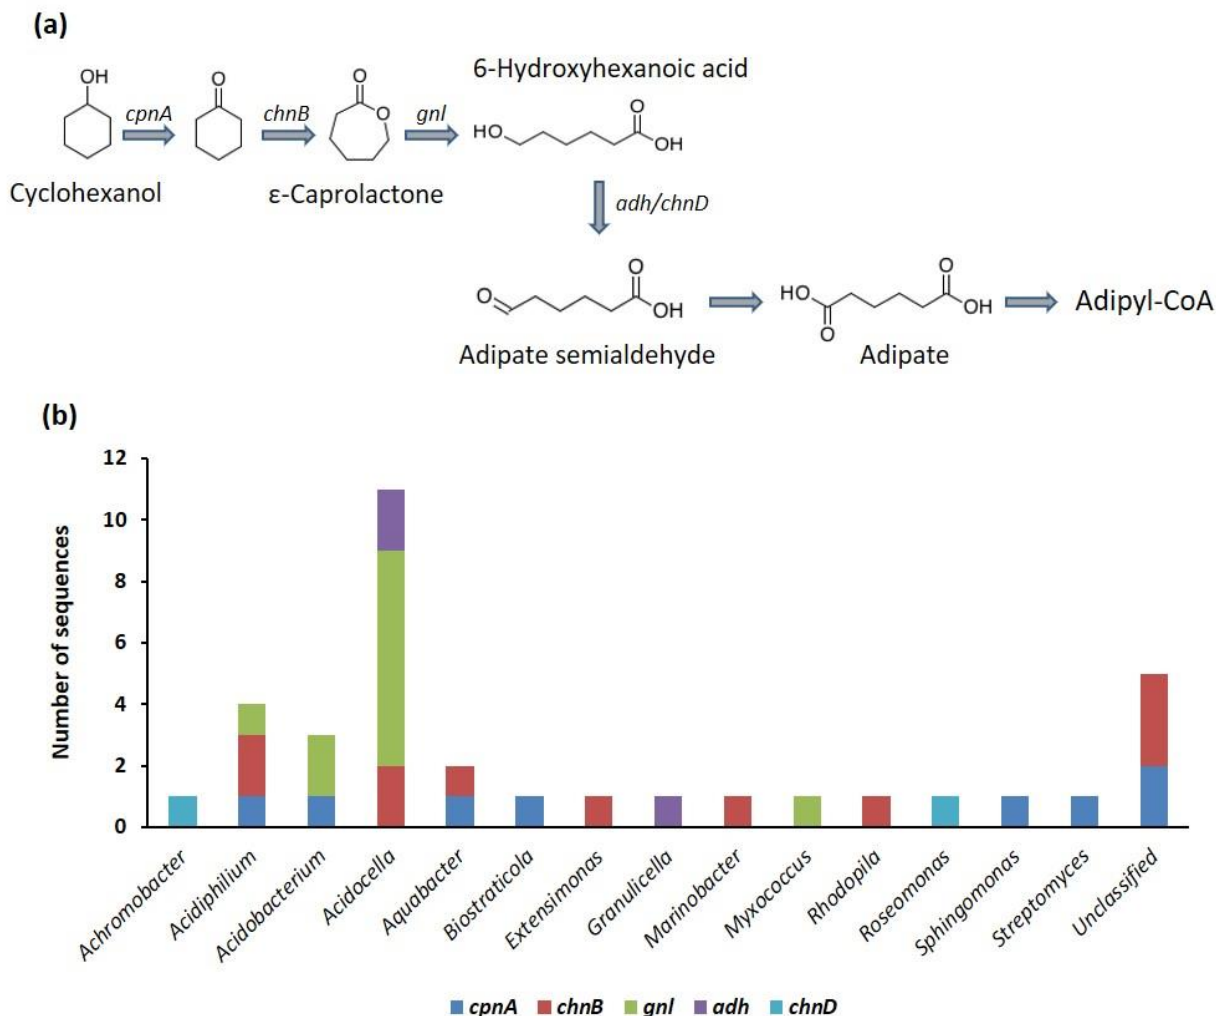 (a)
6-Hydroxyhexanoic acid
OH
O
O
O
cpnA
chnB
gnl
O
HO
OH
Cyclohexanol
ε-Caprolactone
adh/chnD
O
O
OH
HO
O
O
OH
Adipyl-CoA
Adipate semialdehyde
Adipate
(b)
Number of sequences
12
10
8
6
4
2
0
Achromobacter
Acidiphilium
Acidobacterium
Acidocella
Aquabacter
Biostraticola
Extensimonas
Granulicella
Marinobacter
Myxococcus
Rhodopila
Roseomonas
Sphingomonas
Streptomyces
Unclassified
cpnA chnB gnl adh chnD